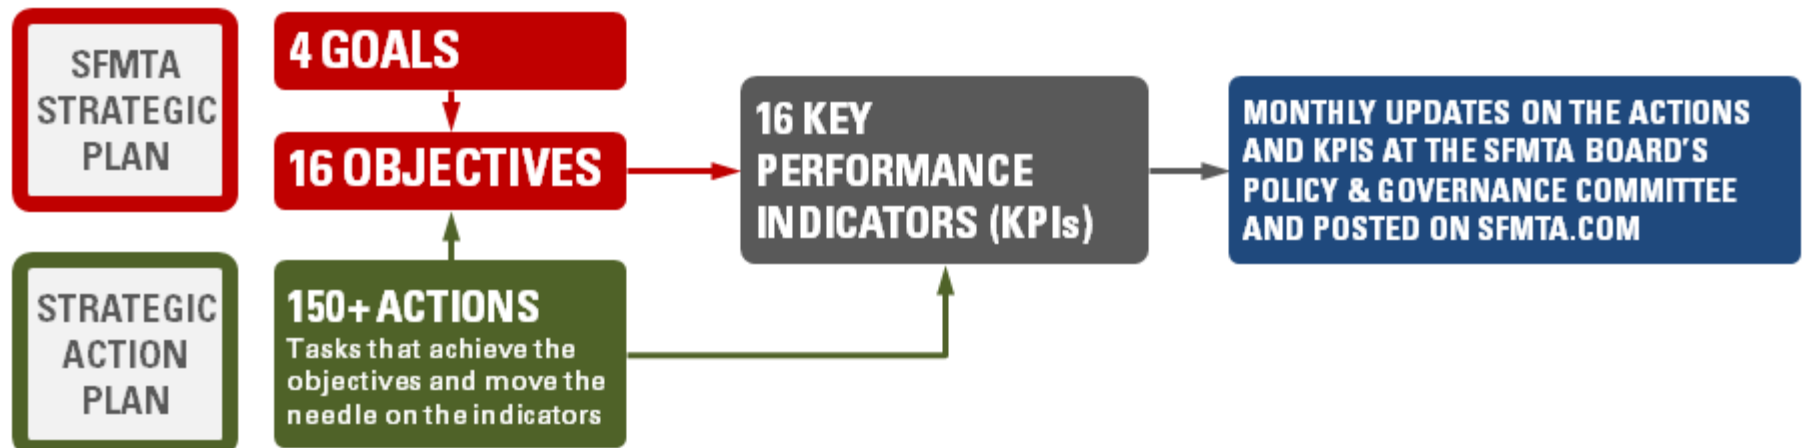 SFMTA
STRATEGIC
PLAN
4 GOALS
16 OBJECTIVES
16 KEY
PERFORMANCE
INDICATORS (KPIs)
MONTHLY UPDATES ON THE ACTIONS
AND KPIS AT THE SFMTA BOARD'S
POLICY & GOVERNANCE COMMITTEE
AND POSTED ON SFMTA.COM
STRATEGIC
ACTION
PLAN
150+ ACTIONS
Tasks that achieve the
objectives and move the
needle on the indicators